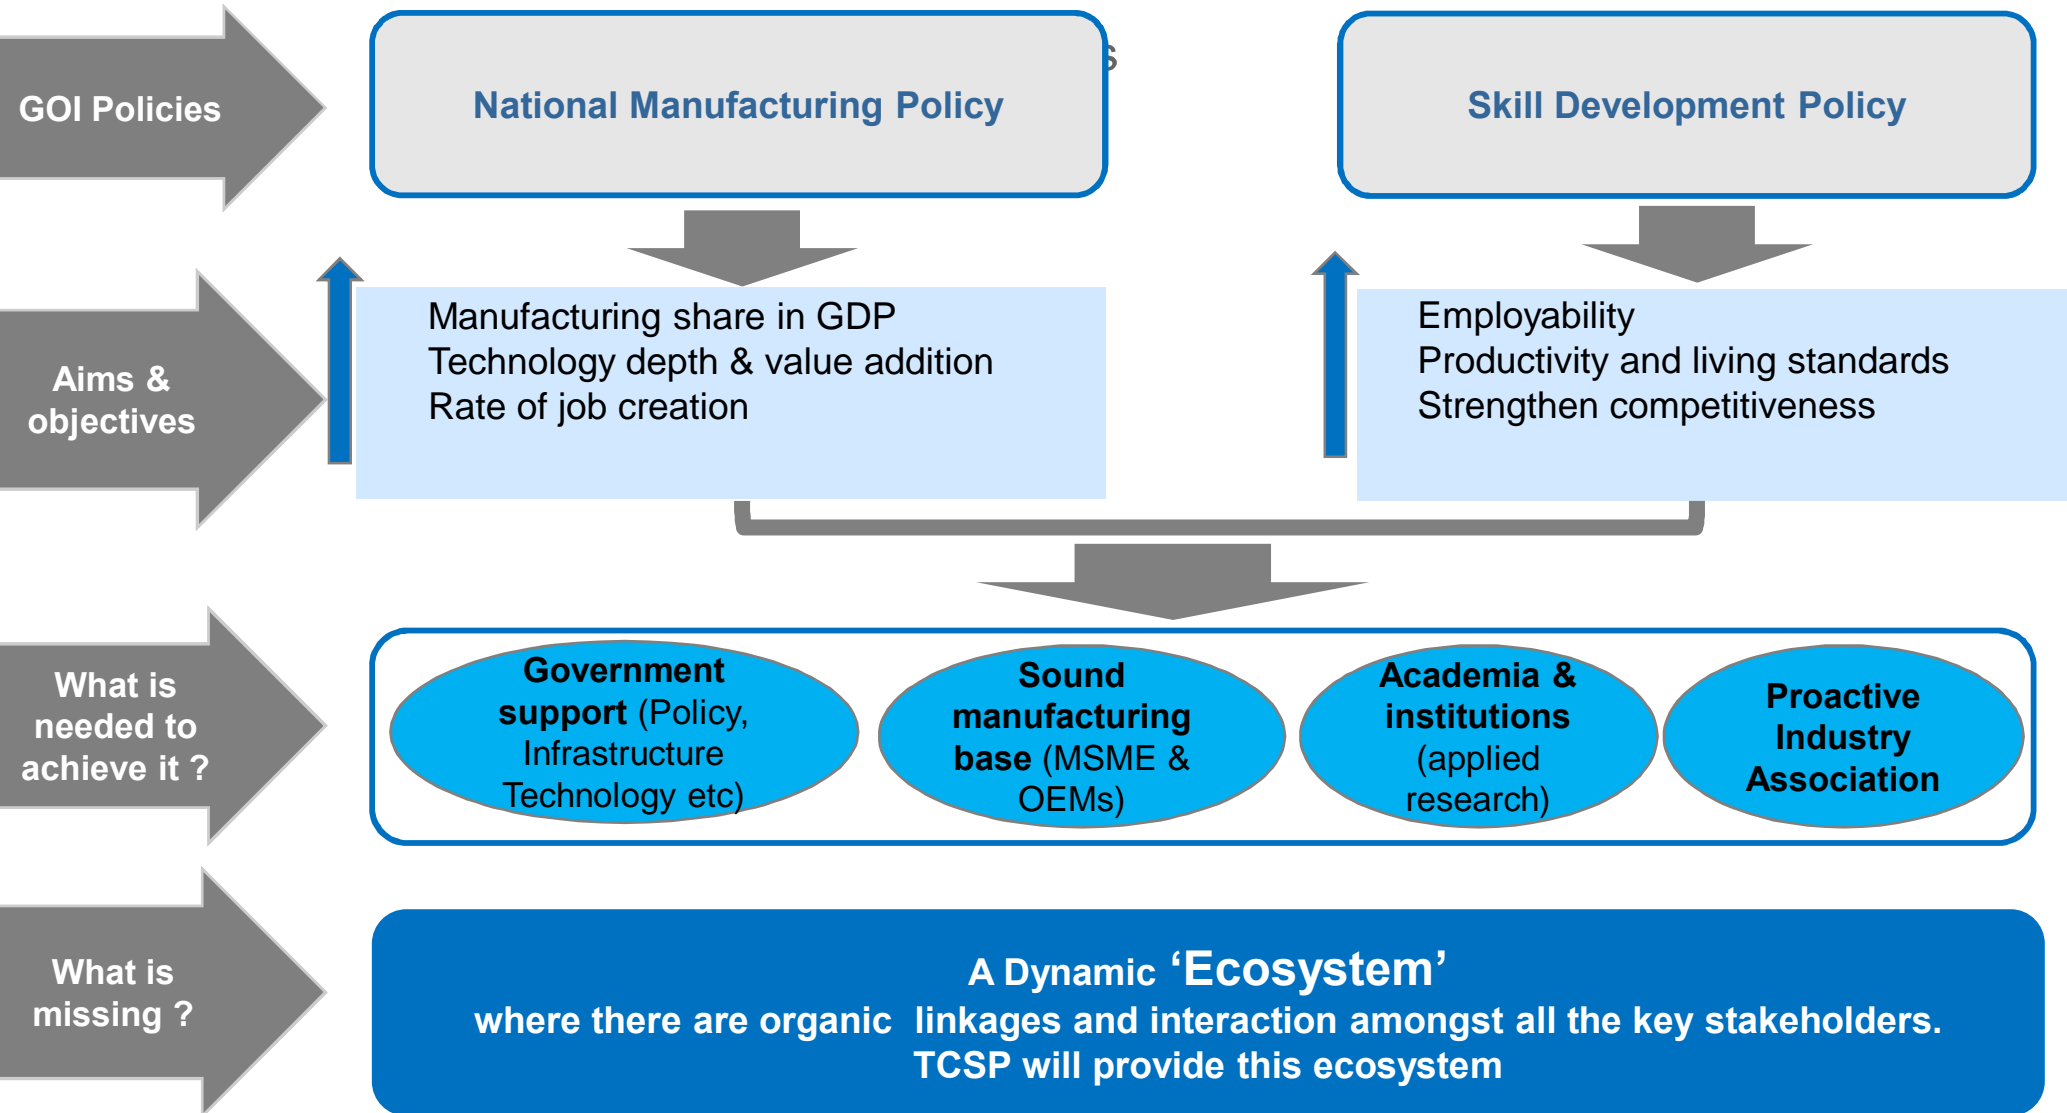 GOI Policies
National Manufacturing Policy
s
Skill Development Policy
Aims &
objectives
Manufacturing share in GDP
Technology depth & value addition
Rate of job creation
Employability
Productivity and living standards
Strengthen competitiveness
What is
needed to
achieve it ?
Government
support (Policy,
Infrastructure
Technology etc)
Sound
manufacturing
base (MSME &
OEMs)
Academia &
institutions
(applied
research)
Proactive
Industry
Association
What is
missing ?
A Dynamic ‘Ecosystem’
where there are organic  linkages and interaction amongst all the key stakeholders.
TCSP will provide this ecosystem